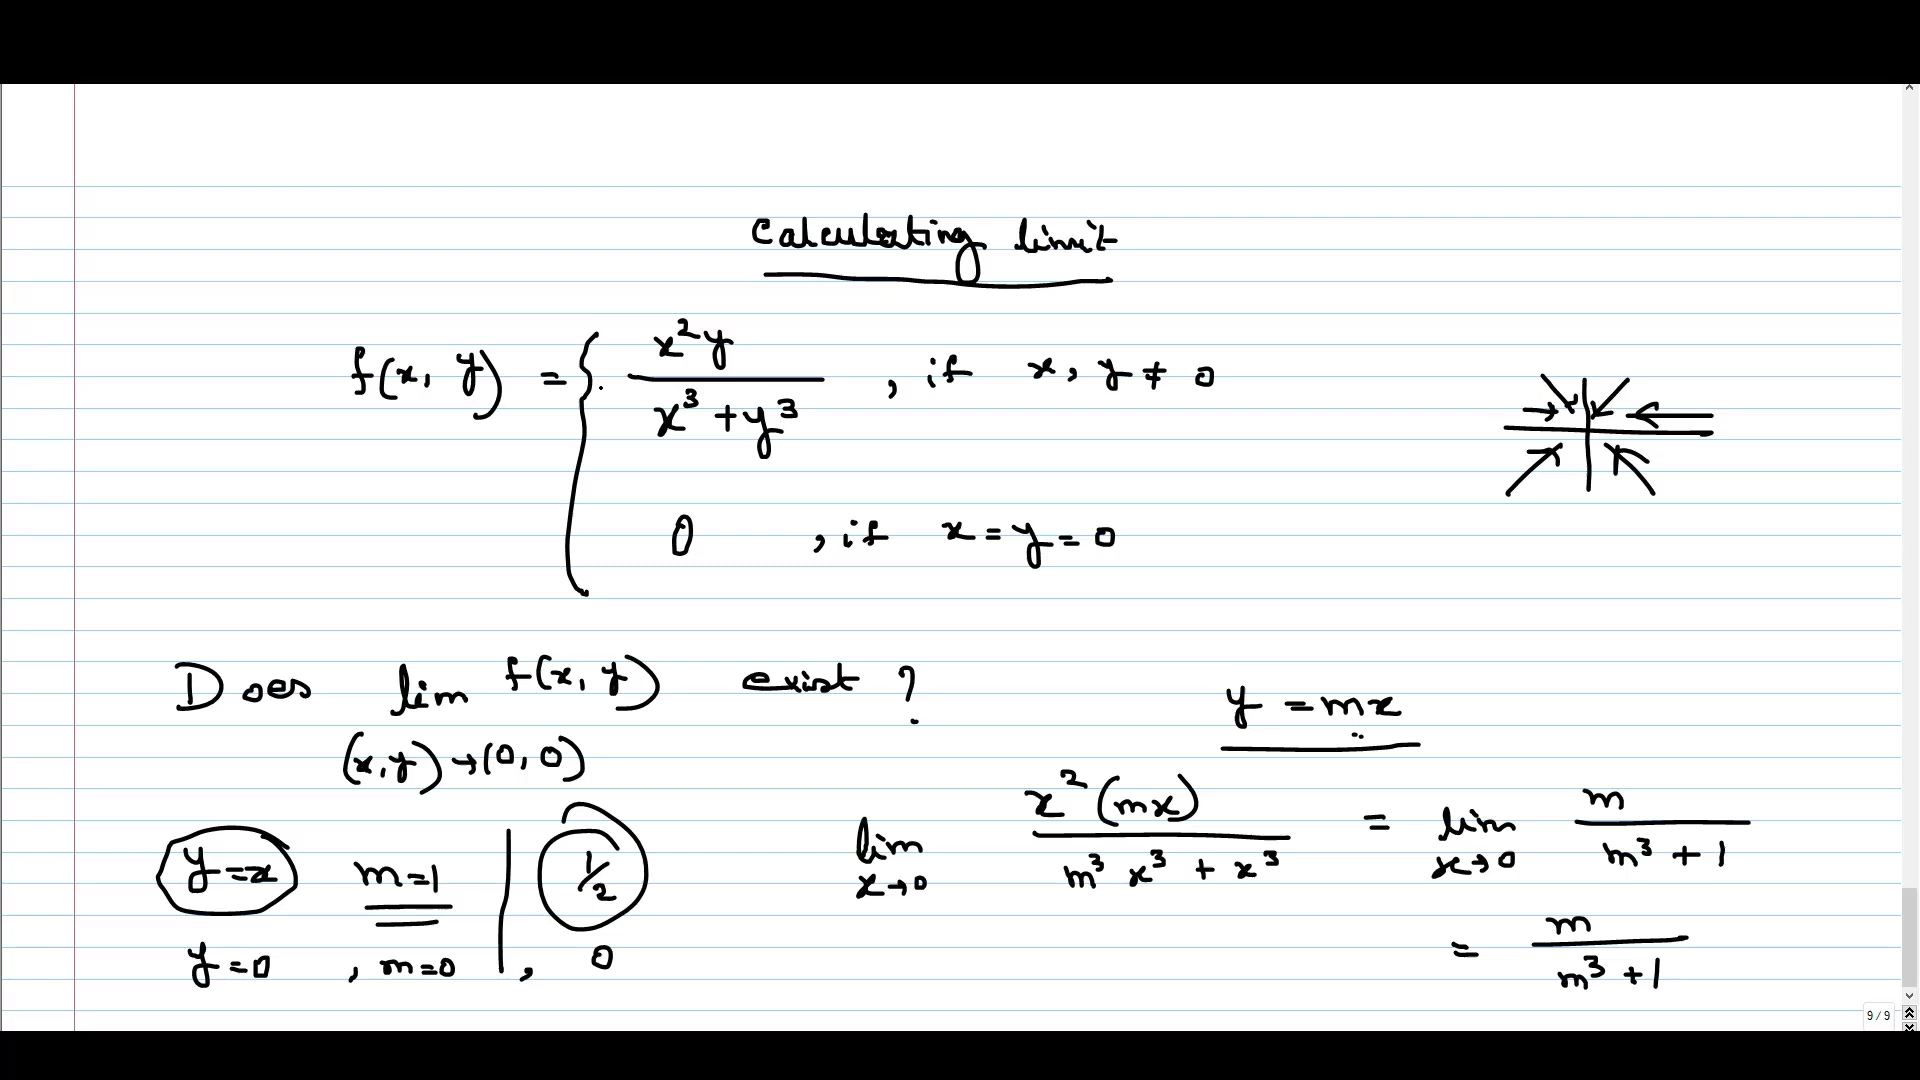 Calculating limit
f(x, y) = { x²y / x³+y³ , if x, y ≠ 0
0 , if x = y = 0
Does lim f(x, y) exist ?
(x,y)→(0,0)
y = mx
lim x→0 x²(mx) / m³x³ + x³ = lim x→0 m / m³ + 1
= m / m³ + 1
y=x m=1 | 1/2
y=0 , m=0 | , 0
9 / 9